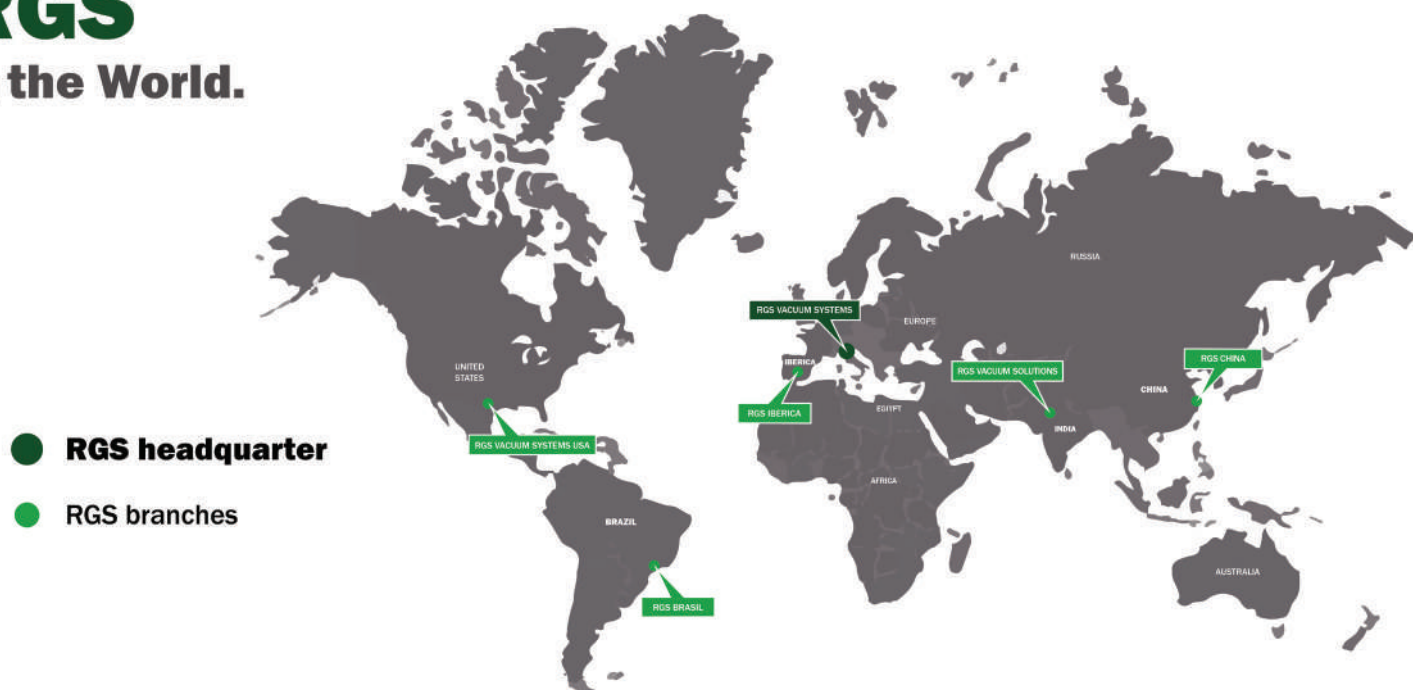 RGS
the World.
RUSSIA
RGS VACUUM SYSTEMS
EUROPE
IBERICA
RGS CHINA
UNITED
STATES
RGS VACUUM SOLUTIONS
CHINA
RGS IBERICA
EGIYPT
INDIA
RGS VACUUM SYSTEMS USA
RGS headquarter
AFRICA
RGS branches
BRAZIL
AUSTRALIA
RGS BRASIL